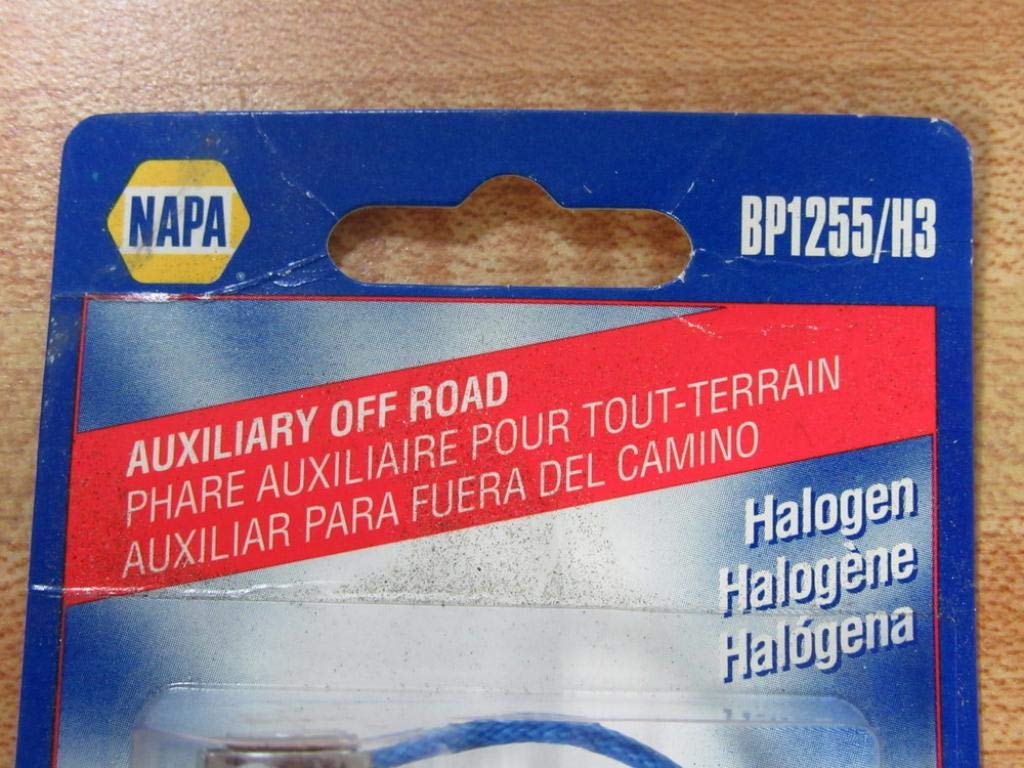 NAPA
BP1255/H3
AUXILIARY OFF ROAD
PHARE AUXILIAIRE POUR TOUT-TERRAIN
AUXILIAR PARA FUERA DEL CAMINO
Halogen
Halogène
Halógena